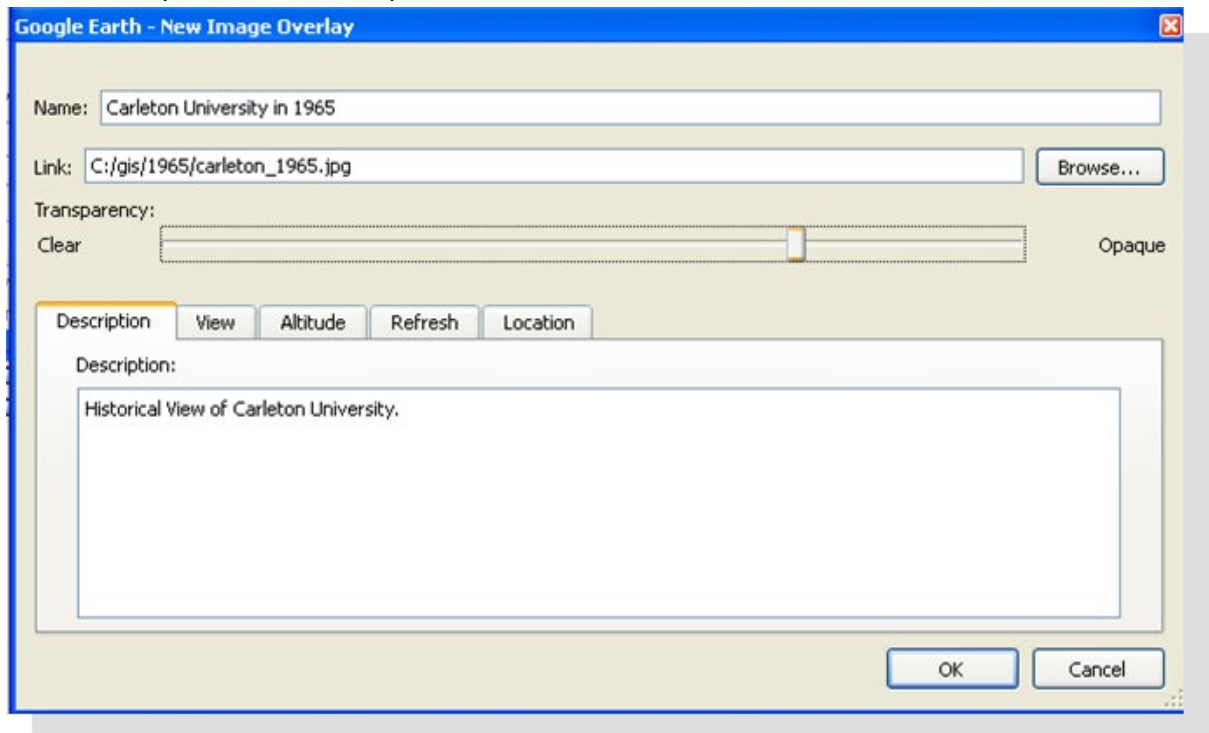 Google Earth - New Image Overlay
Name: Carleton University in 1965
Link: C:/gis/1965/carleton_1965.jpg Browse...
Transparency:
Clear Opaque
Description View Altitude Refresh Location
Description:
Historical View of Carleton University.
OK Cancel